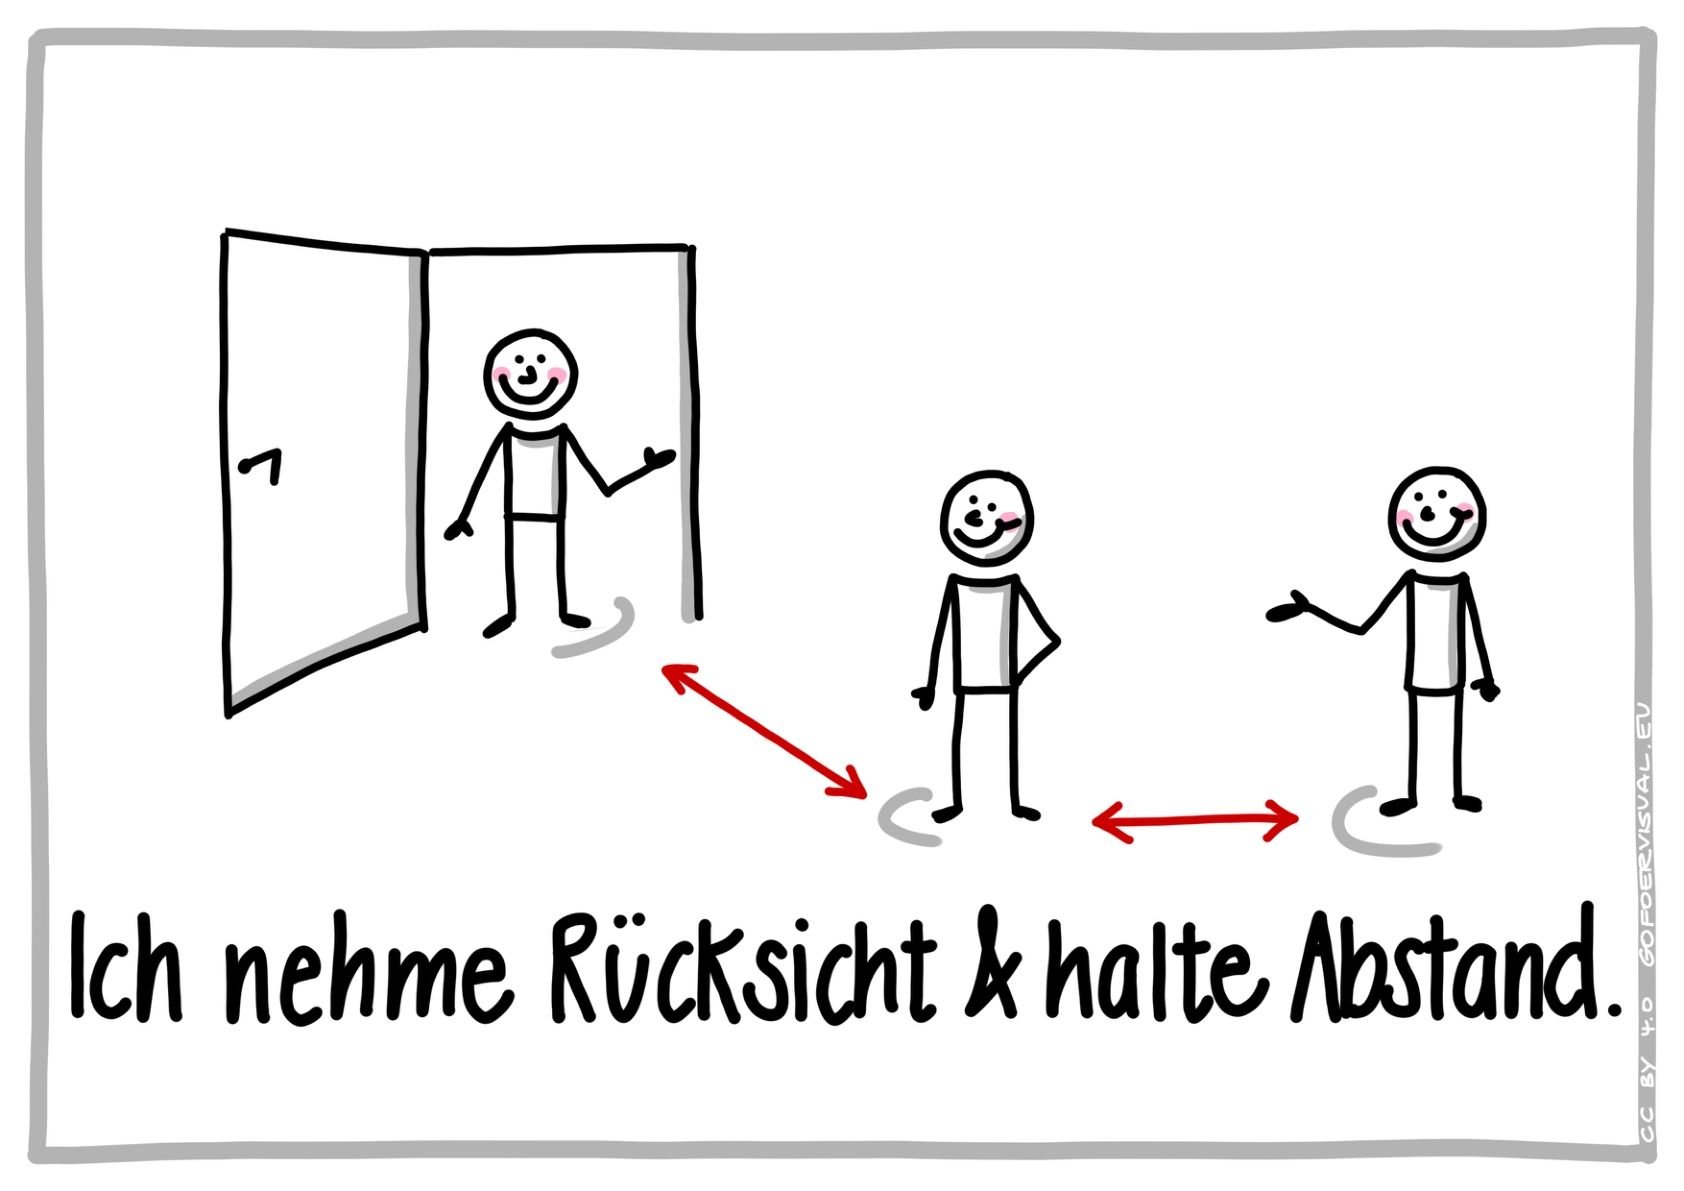 Ich nehme Rücksicht & halte Abstand.
CC BY 4.0 GOFOERVISUAL.EU